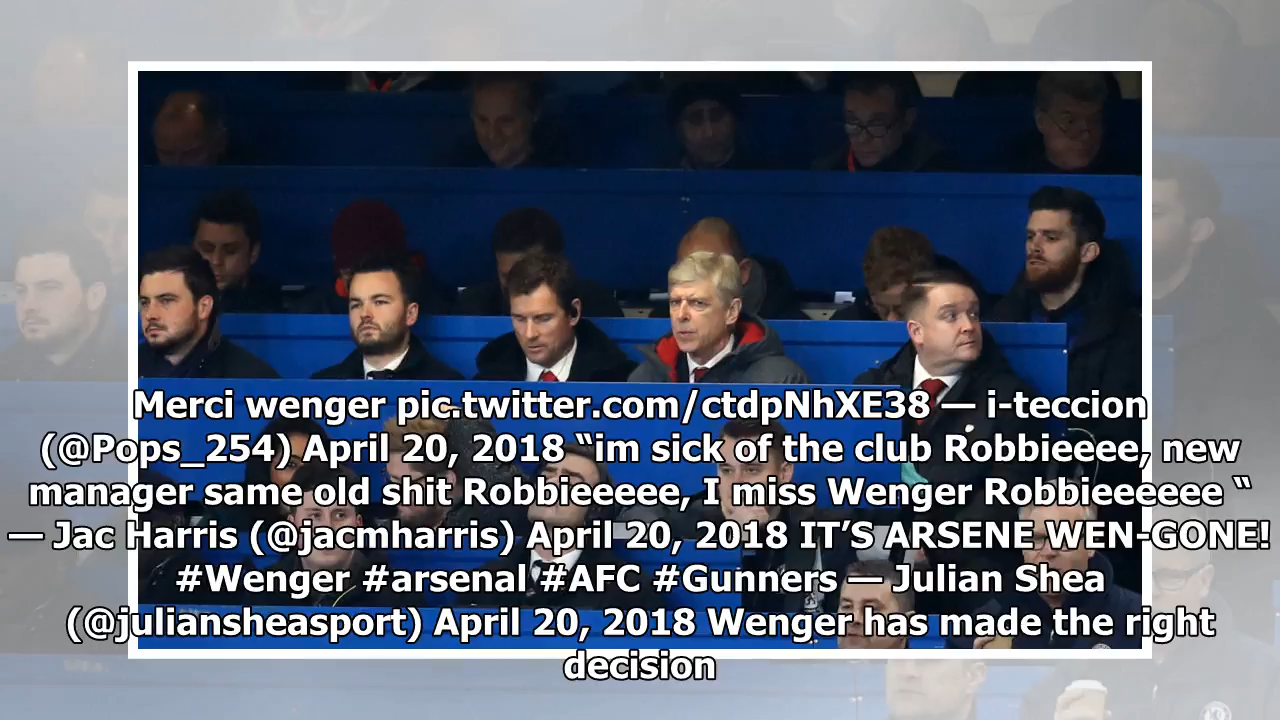 Merci wenger pic.twitter.com/ctdpNhXE38 — i-teccion
(@Pops_254) April 20, 2018 “im sick of the club Robbieeee, new
manager same old shit Robbieeeee, I miss Wenger Robbieeeeee “
— Jac Harris (@jacmharris) April 20, 2018 IT’S ARSENE WEN-GONE!
#Wenger #arsenal #AFC #Gunners — Julian Shea
(@juliansheasport) April 20, 2018 Wenger has made the right
decision